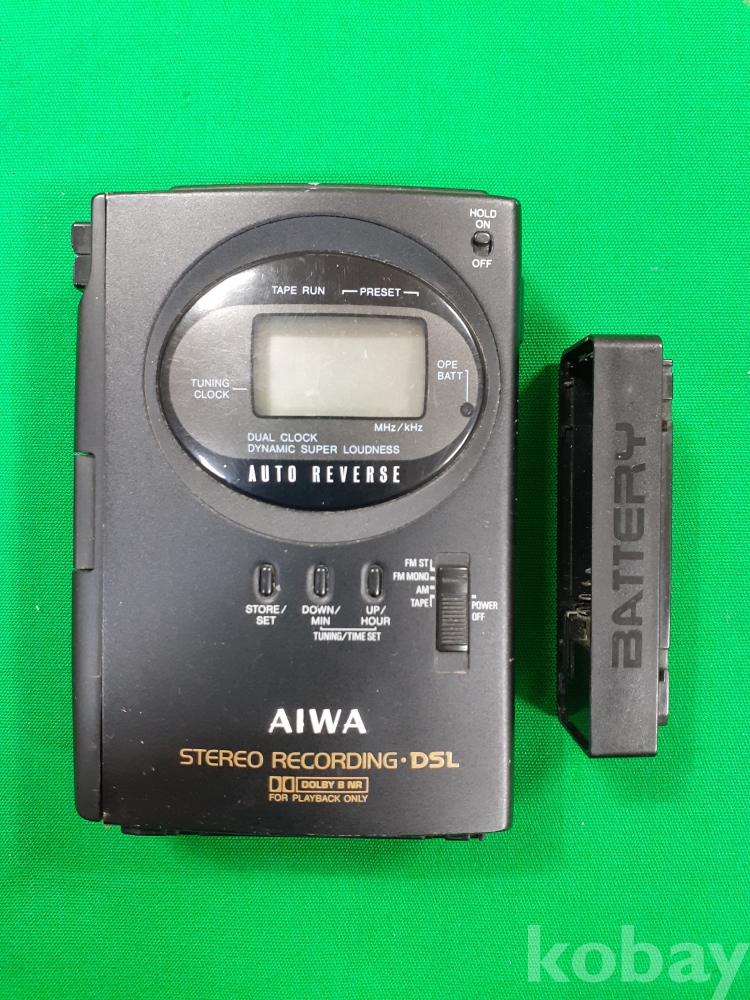 HOLD
ON
OFF
TAPE RUN PRESET
OPE
BATT
TUNING
CLOCK
MHz/kHz
DUAL CLOCK
DYNAMIC SUPER LOUDNESS
AUTO REVERSE
FM ST
FM MONO
AM
TAPE
POWER
OFF
STORE/
SET
DOWN/
MIN
UP/
HOUR
TUNING/TIME SET
AIWA
STEREO RECORDING·DSL
DOLBY B NR
FOR PLAYBACK ONLY
BATTERY
kobay